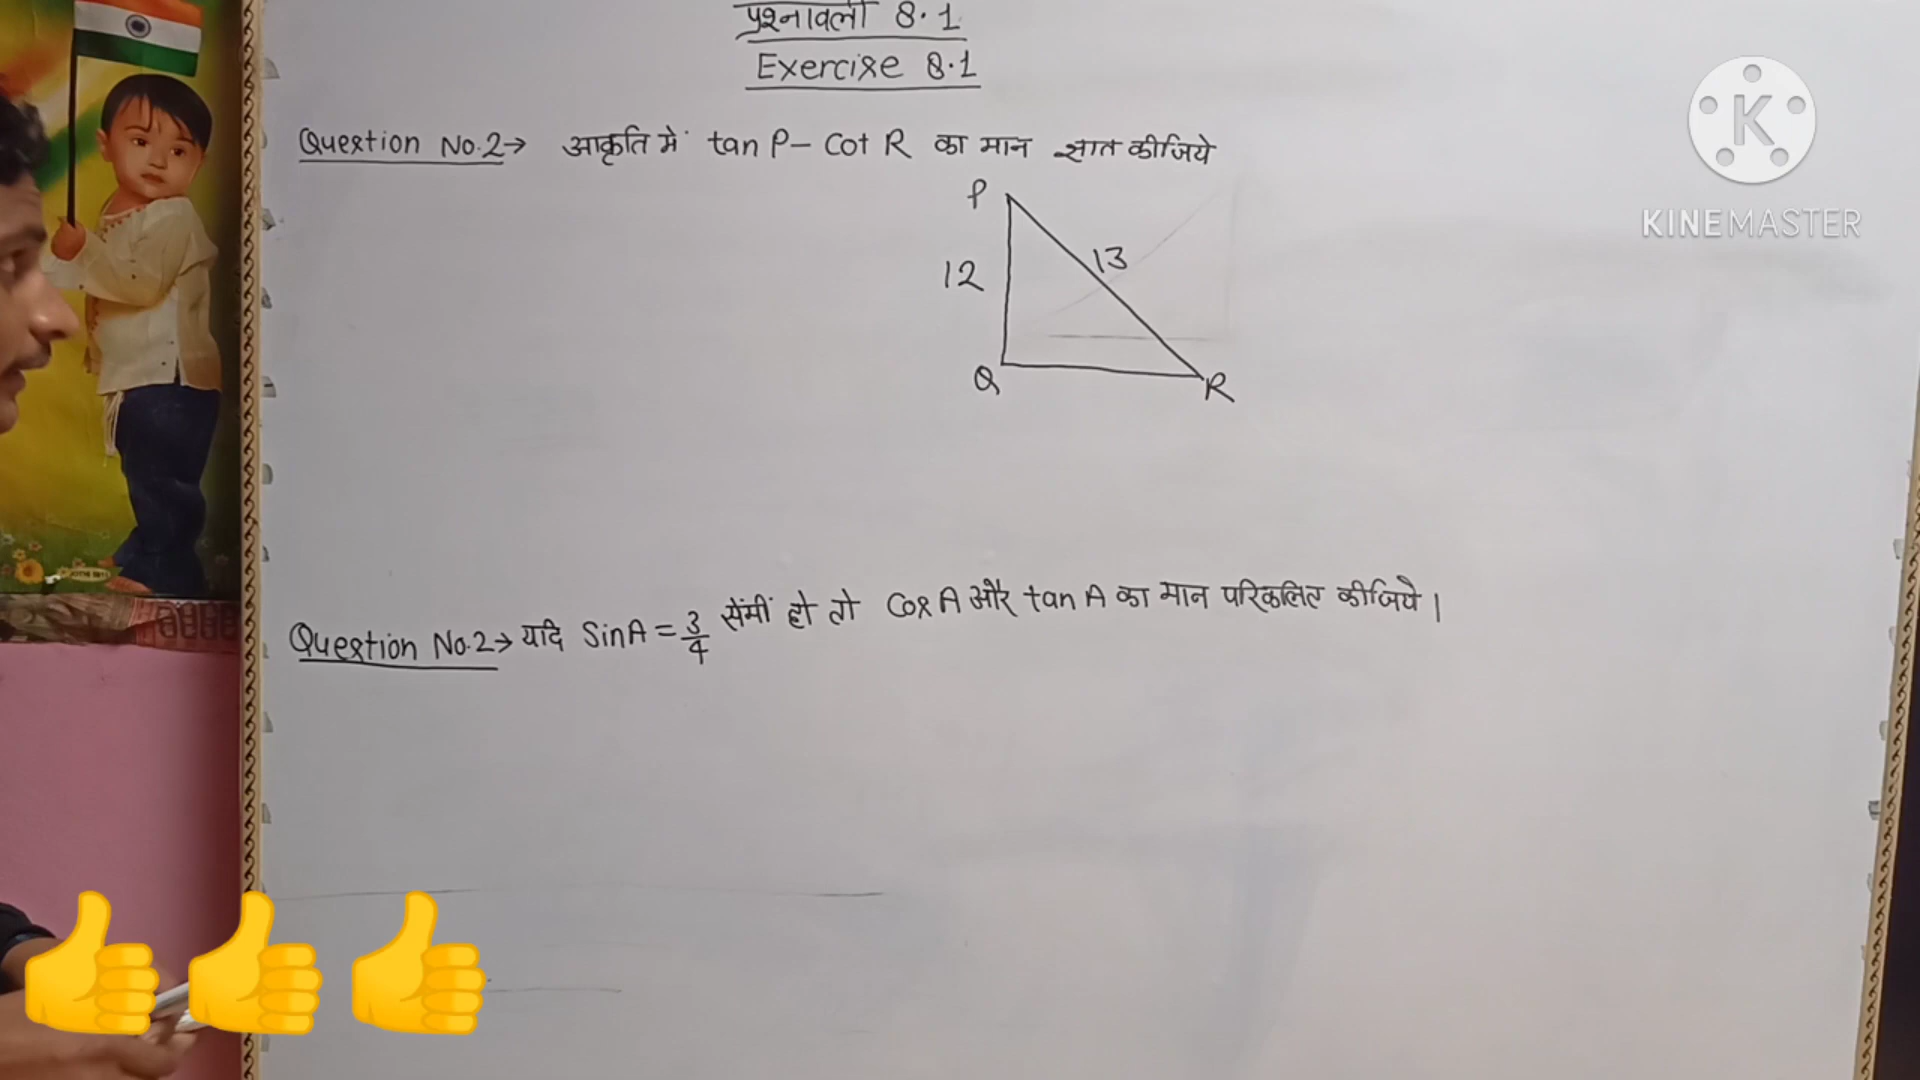 प्रश्नावली 8.1
Exercise 8.1
Question No.2→ आकृति में tan P - Cot R का मान ज्ञात कीजिये
P
12
13
Q
R
KINEMASTER
Question No.2→ यदि SinA = 3/4 सेंमीं हो तो Cos A और tan A का मान परिकलित कीजिये।